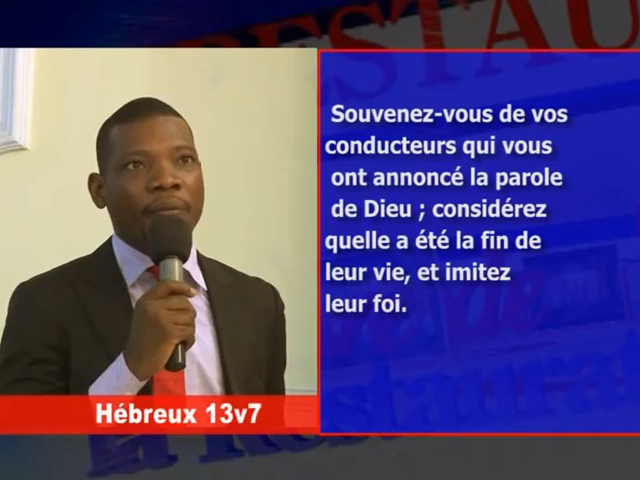 Souvenez-vous de vos
conducteurs qui vous
ont annoncé la parole
de Dieu ; considérez
quelle a été la fin de
leur vie, et imitez
leur foi.
Hébreux 13v7